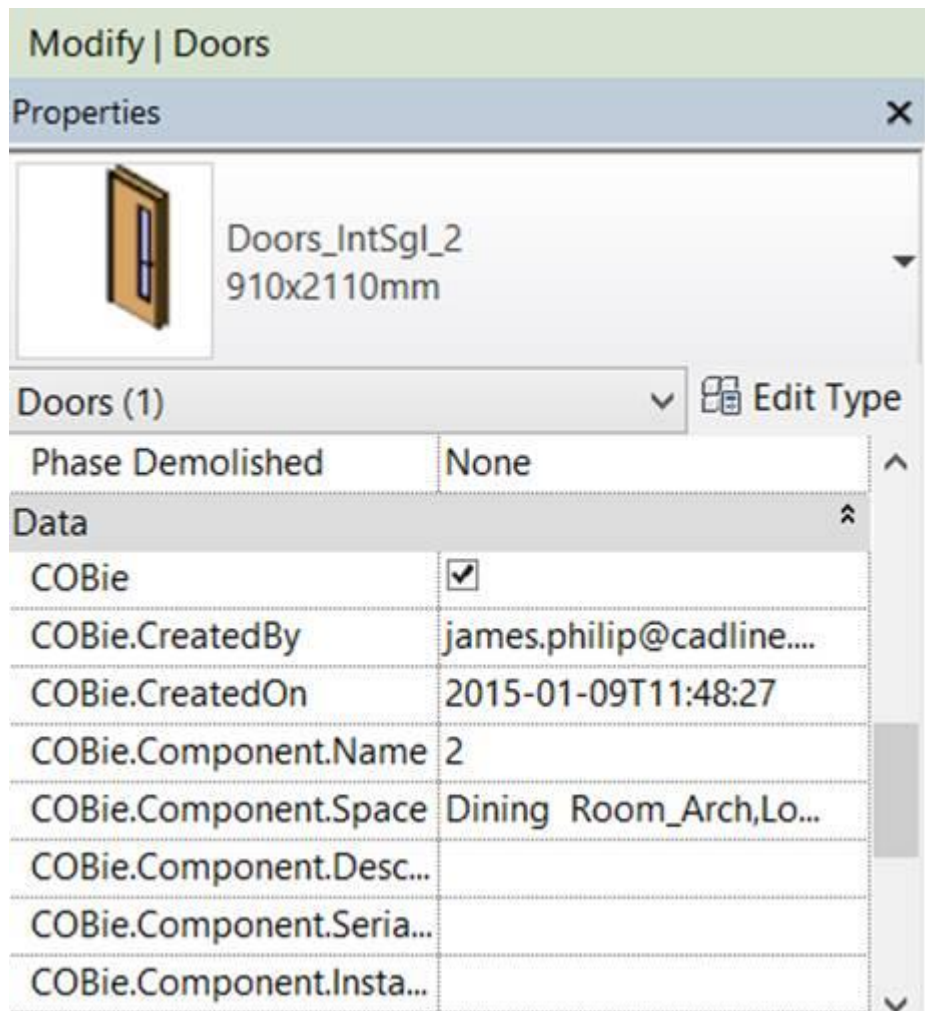 Modify | Doors
Properties
Doors_IntSgl_2
910x2110mm
Doors (1) Edit Type
Phase Demolished None
Data
COBie
COBie.CreatedBy james.philip@cadline....
COBie.CreatedOn 2015-01-09T11:48:27
COBie.Component.Name 2
COBie.Component.Space Dining Room_Arch,Lo...
COBie.Component.Desc...
COBie.Component.Seria...
COBie.Component.Insta...